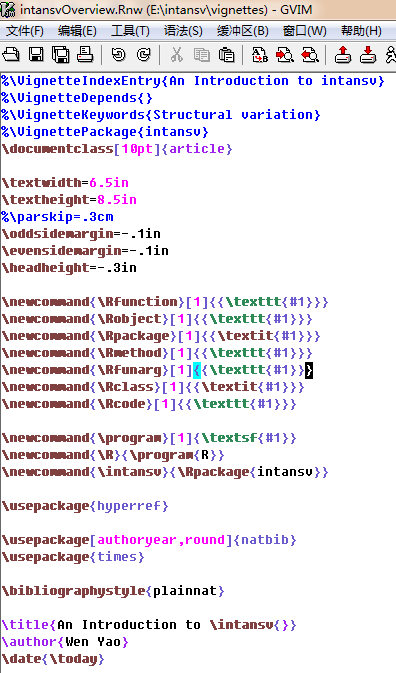 intansvOverview.Rnw (E:\intansv\vignettes) - GVIM
文件(F) 编辑(E) 工具(T) 语法(S) 缓冲区(B) 窗口(W) 帮助(H)
%\VignetteIndexEntry{An Introduction to intansv}
%\VignetteDepends{}
%\VignetteKeywords{Structural variation}
%\VignettePackage{intansv}
\documentclass[10pt]{article}
\textwidth=6.5in
\textheight=8.5in
%\parskip=.3cm
\oddsidemargin=-.1in
\evensidemargin=-.1in
\headheight=-.3in
\newcommand{\Rfunction}[1]{{\texttt{#1}}}
\newcommand{\Robject}[1]{{\texttt{#1}}}
\newcommand{\Rpackage}[1]{{\textit{#1}}}
\newcommand{\Rmethod}[1]{{\texttt{#1}}}
\newcommand{\Rfunarg}[1]{{\texttt{#1}}}
\newcommand{\Rclass}[1]{{\textit{#1}}}
\newcommand{\Rcode}[1]{{\texttt{#1}}}
\newcommand{\program}[1]{\textsf{#1}}
\newcommand{\R}{\program{R}}
\newcommand{\intansv}{\Rpackage{intansv}}
\usepackage{hyperref}
\usepackage[authoryear,round]{natbib}
\usepackage{times}
\bibliographystyle{plainnat}
\title{An Introduction to \intansv{}}
\author{Wen Yao}
\date{\today}